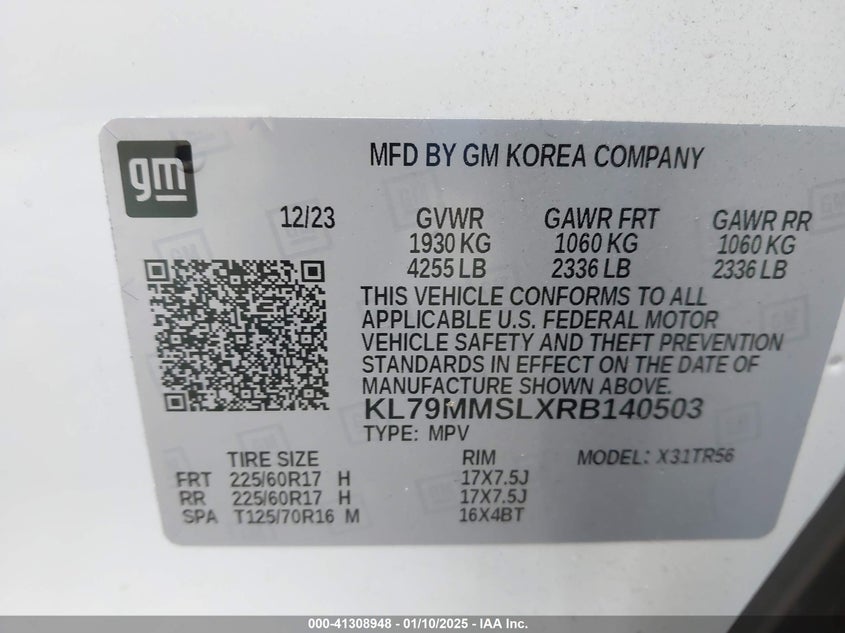 gm
MFD BY GM KOREA COMPANY
12/23 GVWR GAWR FRT GAWR RR
1930 KG 1060 KG 1060 KG
4255 LB 2336 LB 2336 LB
THIS VEHICLE CONFORMS TO ALL
APPLICABLE U.S. FEDERAL MOTOR
VEHICLE SAFETY AND THEFT PREVENTION
STANDARDS IN EFFECT ON THE DATE OF
MANUFACTURE SHOWN ABOVE.
KL79MMSLXRB140503
TYPE: MPV
TIRE SIZE RIM MODEL: X31TR56
FRT 225/60R17 H 17X7.5J
RR 225/60R17 H 17X7.5J
SPA T125/70R16 M 16X4BT
000-41308948 - 01/10/2025 - IAA Inc.